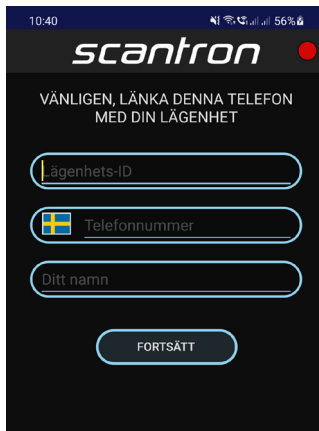 10:40
56%
scantron
VÄNLIGEN, LÄNKA DENNA TELEFON
MED DIN LÄGENHET
Lägenhets-ID
Telefonnummer
Ditt namn
FORTSÄTT